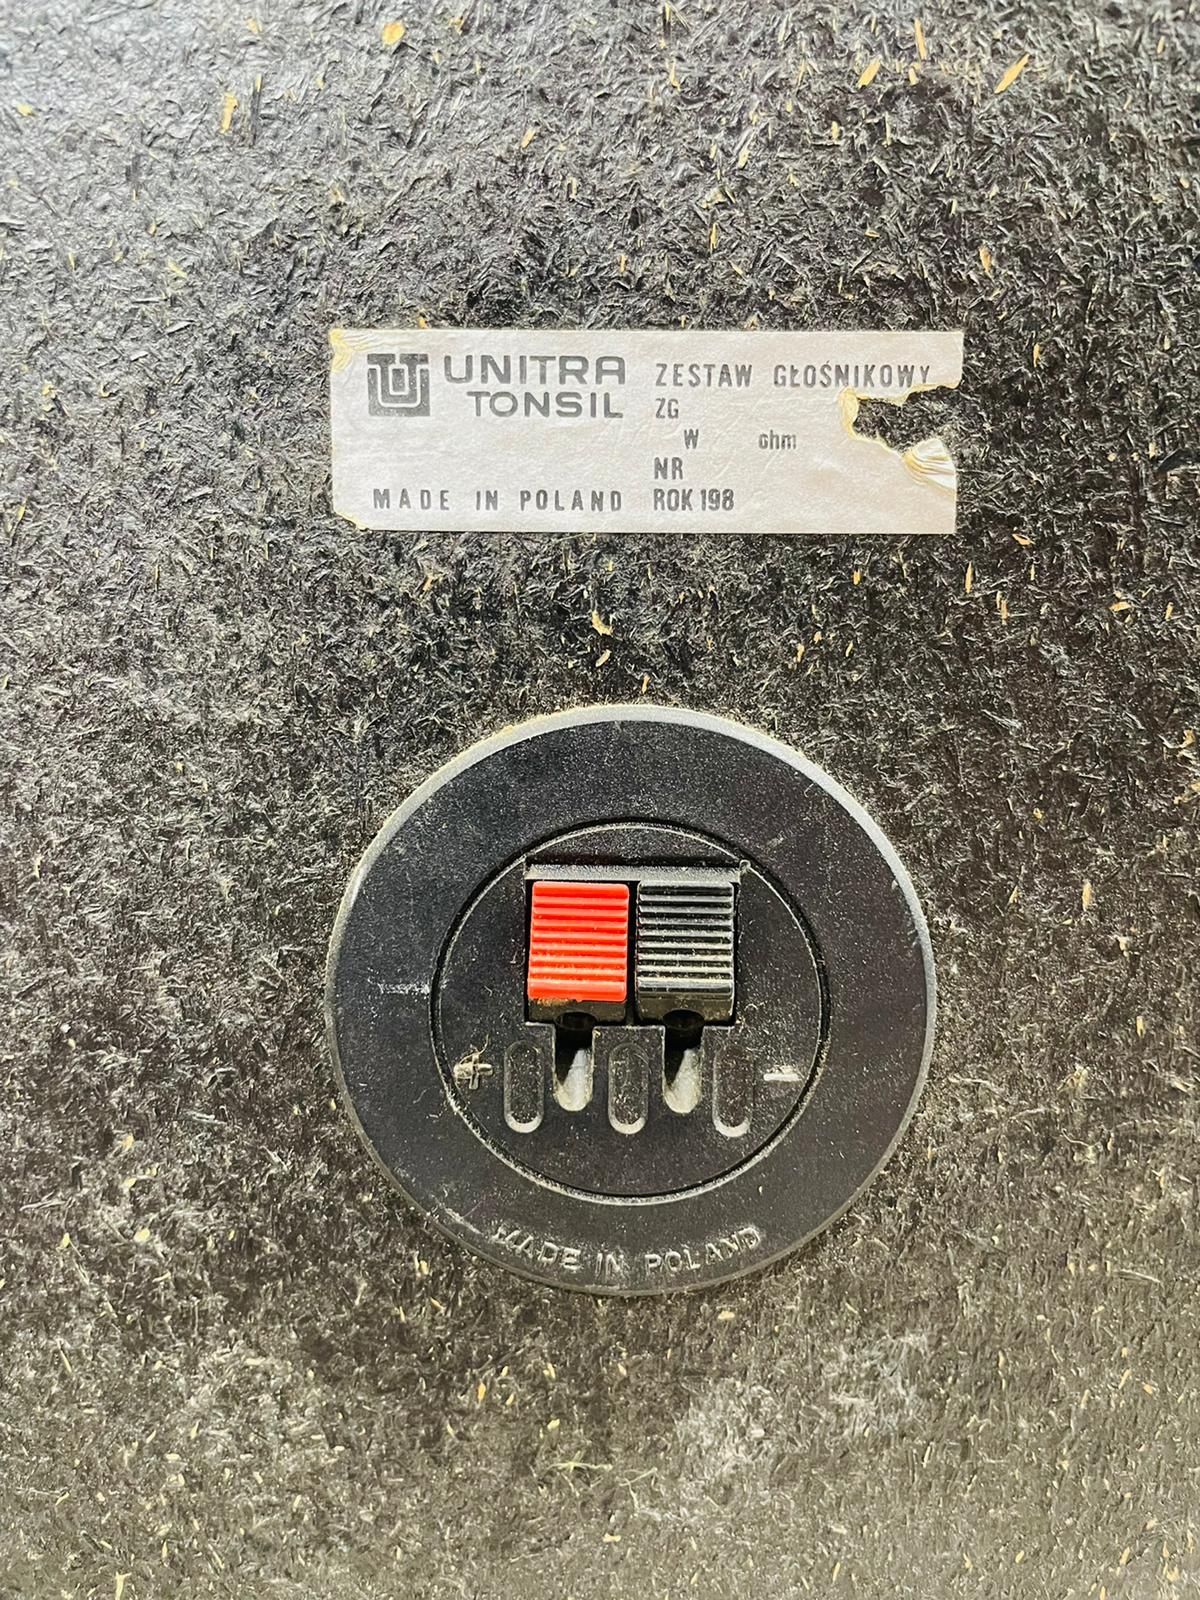 UNITRA
TONSIL
MADE IN POLAND
ZESTAW GŁOŚNIKOWY
ZG
W ohm
NR
ROK 198
+ −
MADE IN POLAND